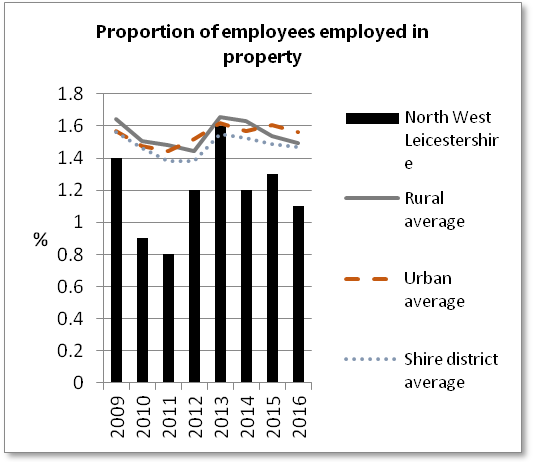 Proportion of employees employed in
property
1.8
1.6
1.4
1.2
1
0.8
0.6
0.4
0.2
0
%
2009
2010
2011
2012
2013
2014
2015
2016
North West
Leicestershir
e
Rural
average
Urban
average
Shire district
average